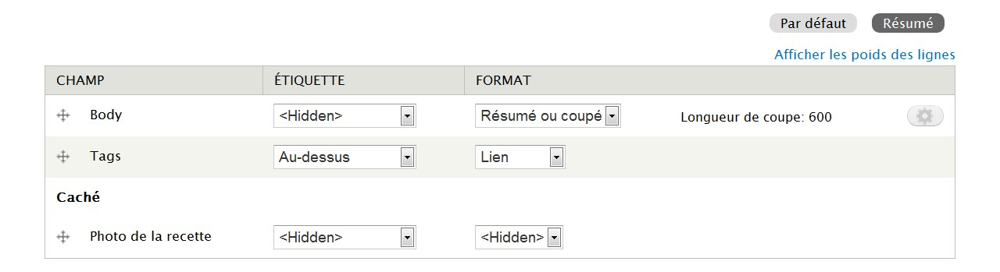 Par défaut Résumé
Afficher les poids des lignes
CHAMP ÉTIQUETTE FORMAT
Body <Hidden> Résumé ou coupé Longueur de coupe: 600
Tags Au-dessus Lien
Caché
Photo de la recette <Hidden> <Hidden>